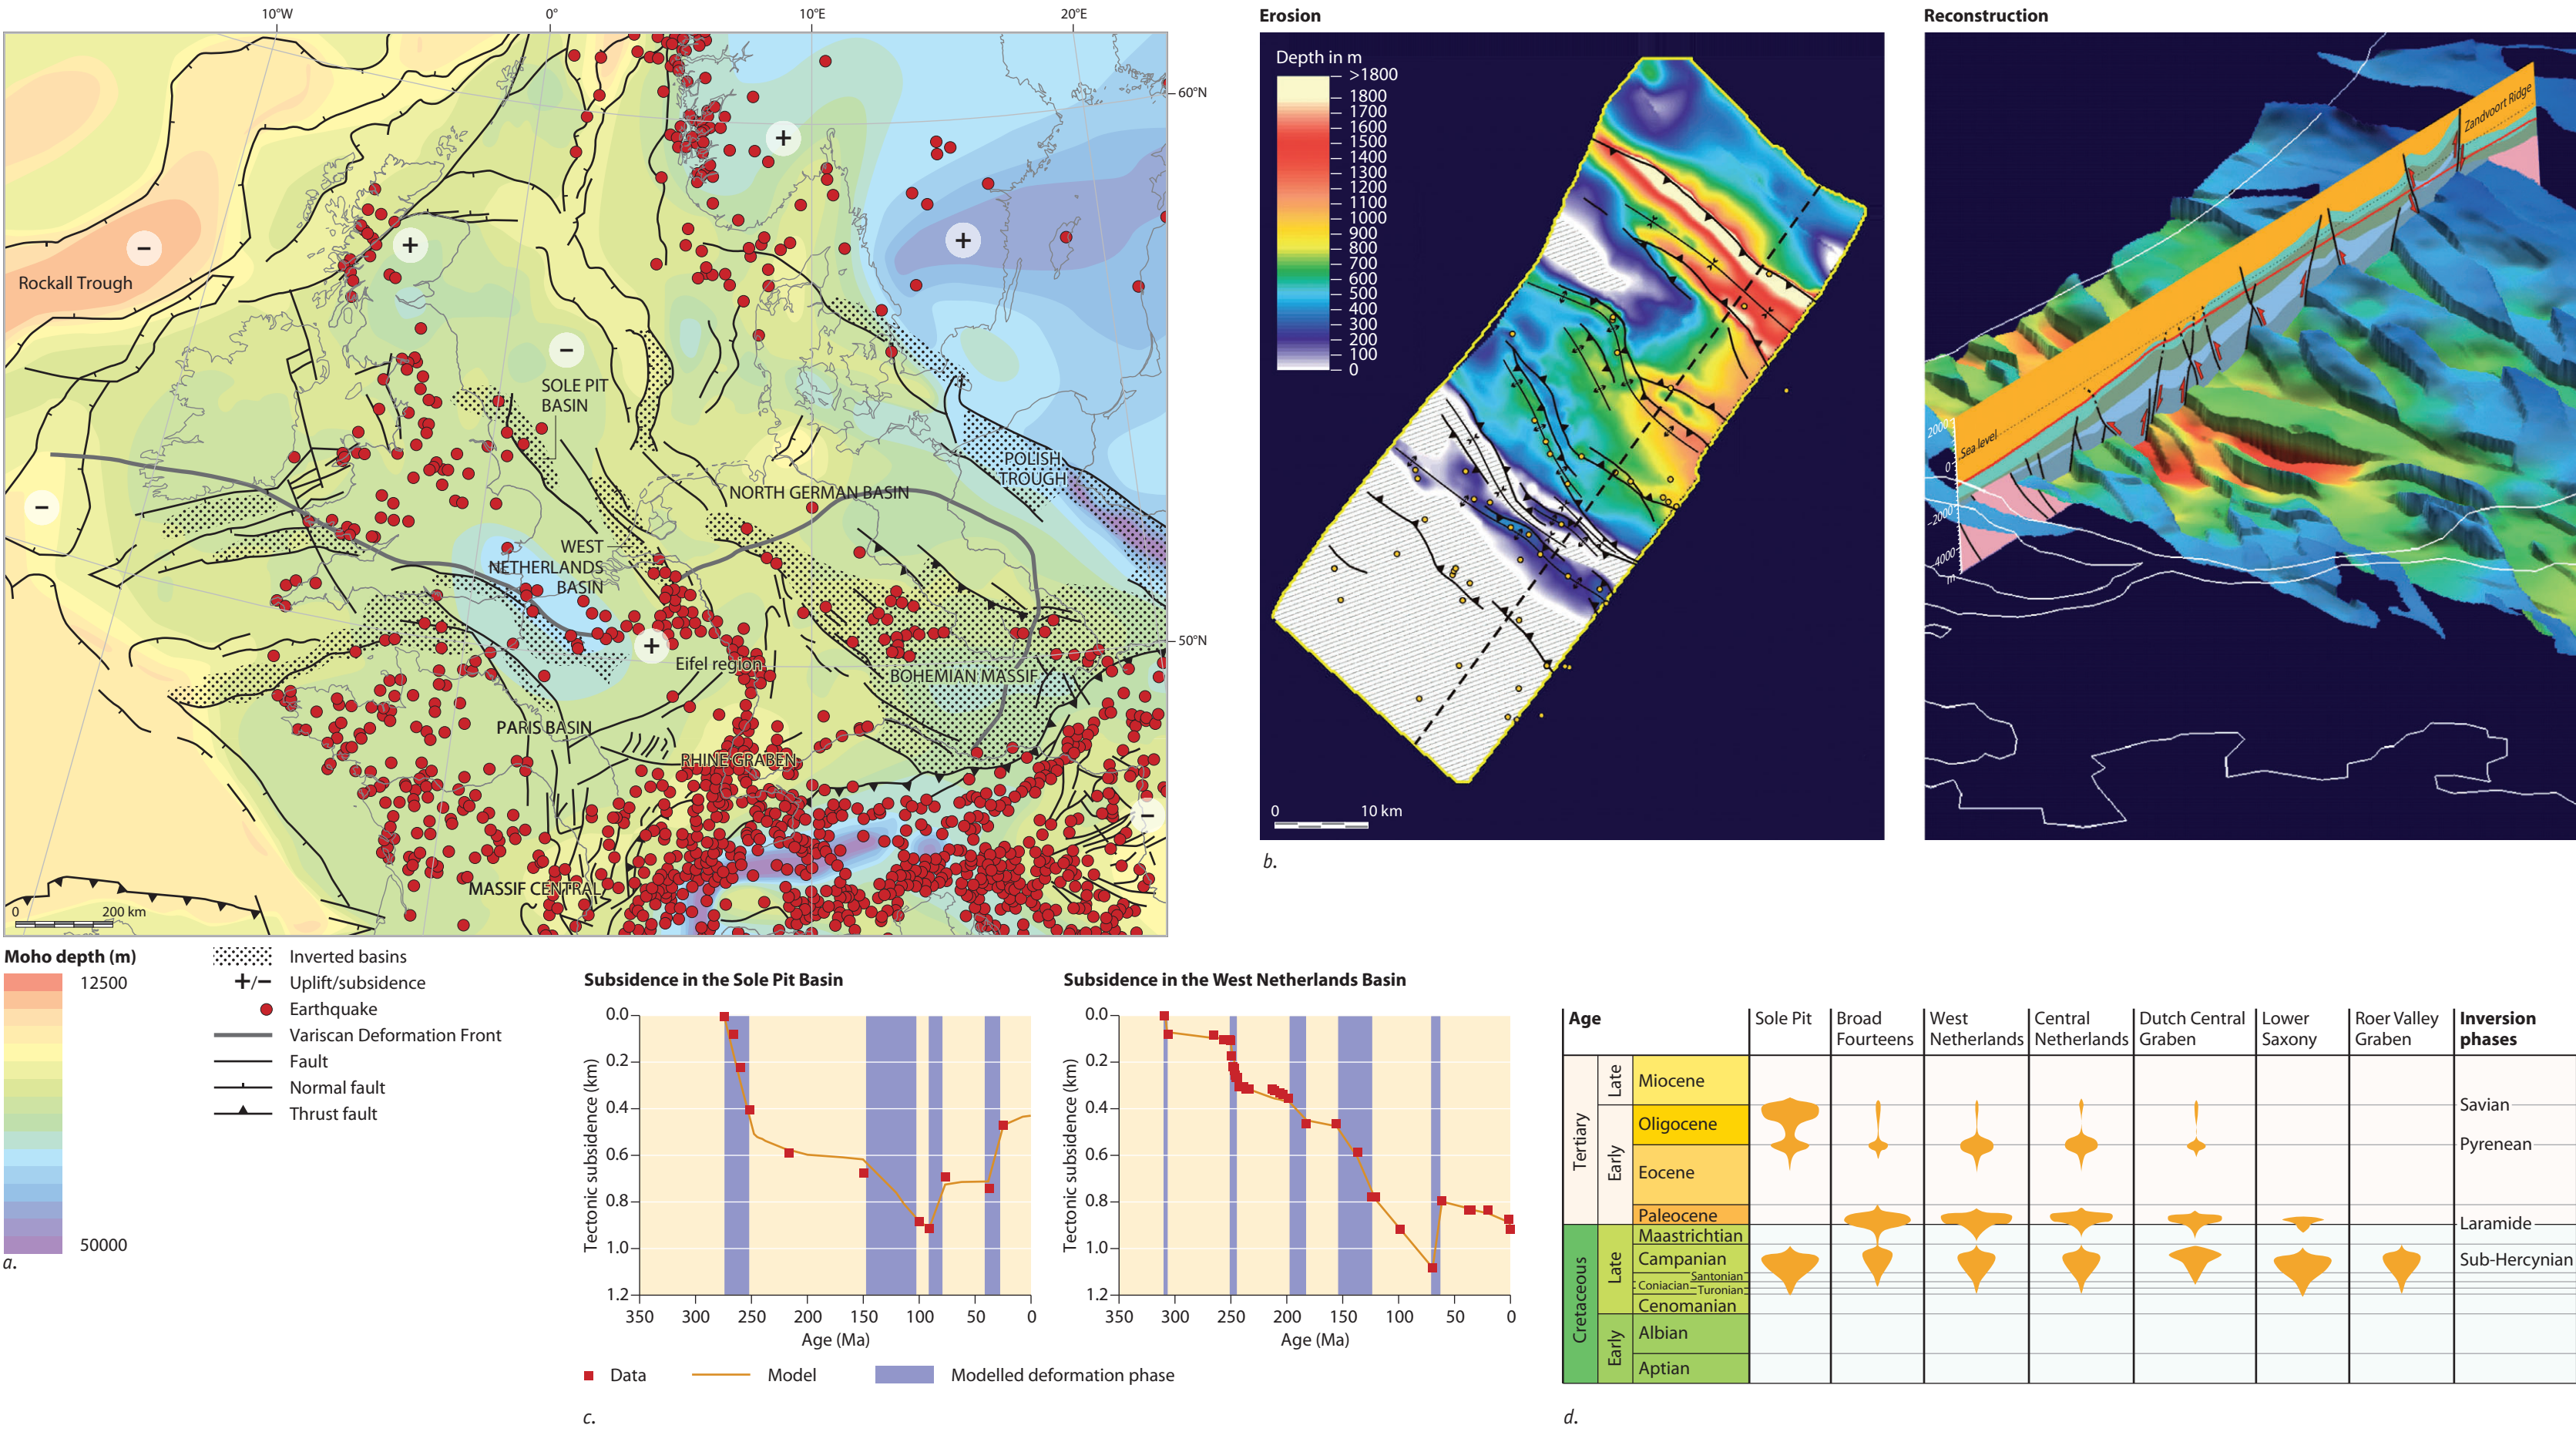 10°W
0°
10°E
20°E
60°N
50°N
Rockall Trough
SOLE PIT
BASIN
POLISH
TROUGH
NORTH GERMAN BASIN
WEST
NETHERLANDS
BASIN
Eifel region
BOHEMIAN MASSIF
PARIS BASIN
RHINE GRABEN
MASSIF CENTRAL
+
+
+
+
−
−
−
−
0
200 km
Moho depth (m)
12500
50000
Inverted basins
+/− Uplift/subsidence
Earthquake
Variscan Deformation Front
Fault
Normal fault
Thrust fault
a.
Erosion
Depth in m
>1800
1800
1700
1600
1500
1400
1300
1200
1100
1000
900
800
700
600
500
400
300
200
100
0
0
10 km
b.
Reconstruction
Zandvoort Ridge
Sea level
2000
0
-2000
-4000
m
Subsidence in the Sole Pit Basin
Tectonic subsidence (km)
0.0
0.2
0.4
0.6
0.8
1.0
1.2
350 300 250 200 150 100 50 0
Age (Ma)
Subsidence in the West Netherlands Basin
Tectonic subsidence (km)
0.0
0.2
0.4
0.6
0.8
1.0
1.2
350 300 250 200 150 100 50 0
Age (Ma)
Data
Model
Modelled deformation phase
c.
Age
Sole Pit
Broad
Fourteens
West
Netherlands
Central
Netherlands
Dutch Central
Graben
Lower
Saxony
Roer Valley
Graben
Inversion
phases
Tertiary
Late
Early
Miocene
Oligocene
Eocene
Paleocene
Cretaceous
Late
Early
Maastrichtian
Campanian
Santonian
Coniacian
Turonian
Cenomanian
Albian
Aptian
Savian
Pyrenean
Laramide
Sub-Hercynian
d.